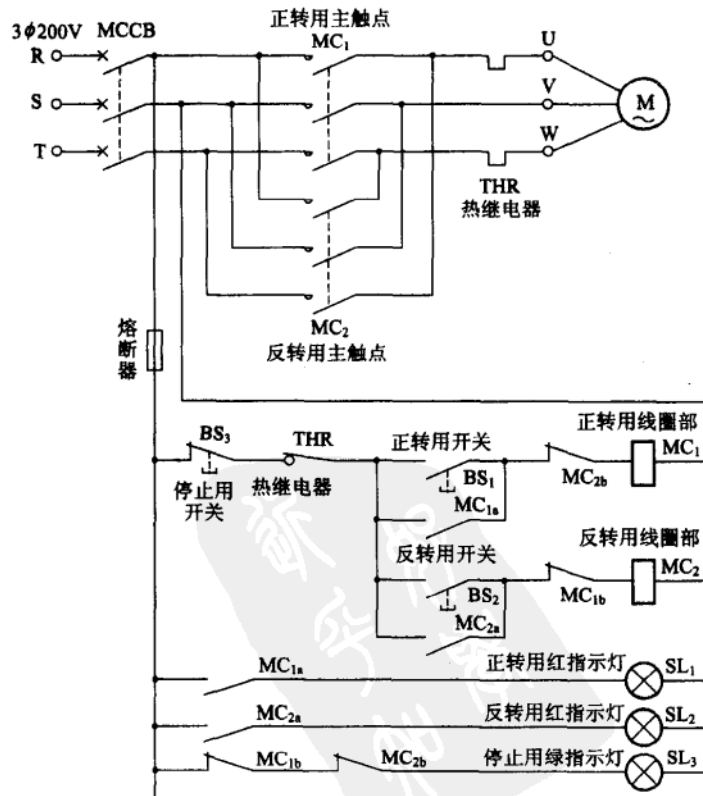 正转用主触点
3ϕ200V MCCB MC₁ U
R
S V
T W
M
THR
热继电器
MC₂
反转用主触点
熔断器
正转用线圈部
BS₃ THR 正转用开关 MC₁
停止用开关 热继电器 BS₁ MC₂b
MC₁a 反转用线圈部
反转用开关 MC₂
BS₂ MC₁b
MC₂a
MC₁a 正转用红指示灯 SL₁
MC₂a 反转用红指示灯 SL₂
MC₁b MC₂b 停止用绿指示灯 SL₃